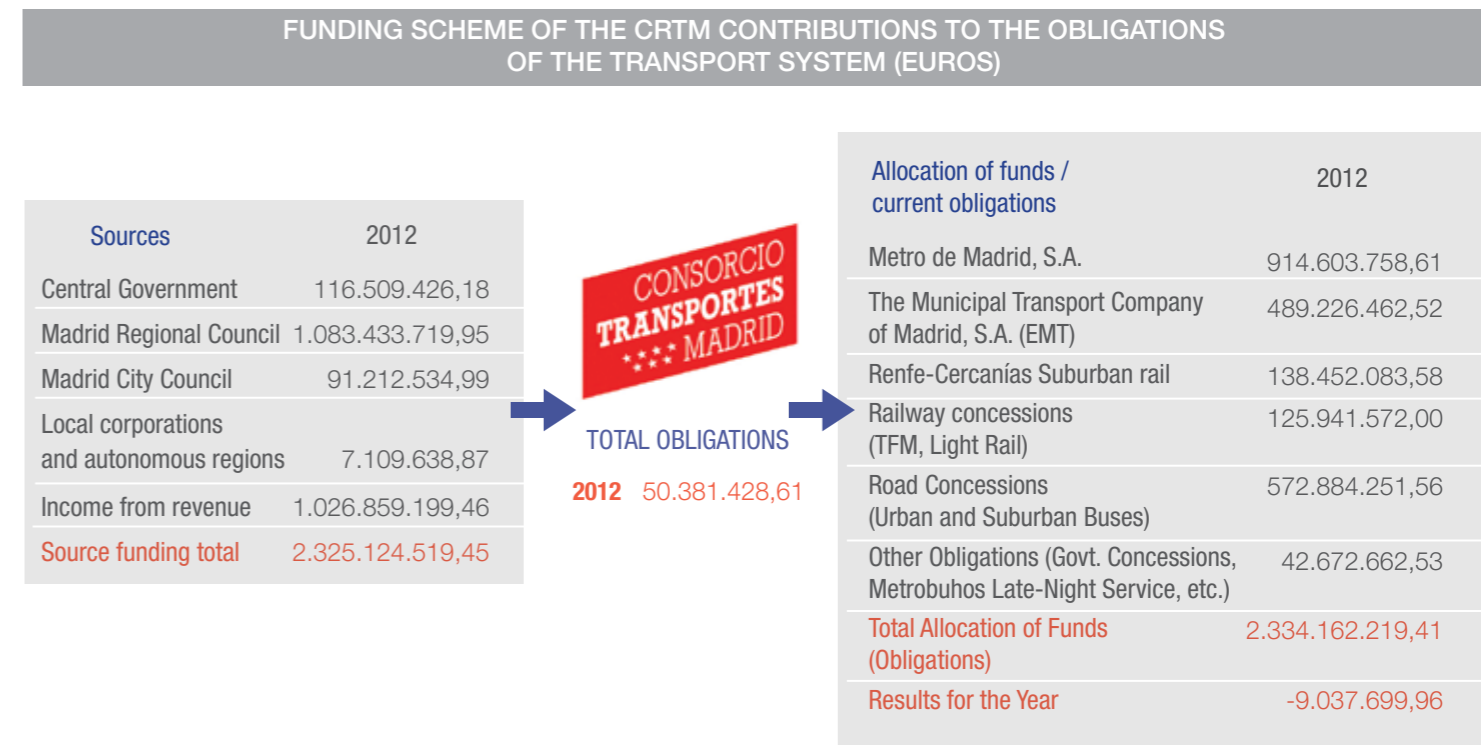 FUNDING SCHEME OF THE CRTM CONTRIBUTIONS TO THE OBLIGATIONS
OF THE TRANSPORT SYSTEM (EUROS)
Sources 2012
Central Government 116.509.426,18
Madrid Regional Council 1.083.433.719,95
Madrid City Council 91.212.534,99
Local corporations
and autonomous regions 7.109.638,87
Income from revenue 1.026.859.199,46
Source funding total 2.325.124.519,45
CONSORCIO
TRANSPORTES
MADRID
TOTAL OBLIGATIONS
2012 50.381.428,61
Allocation of funds /
current obligations 2012
Metro de Madrid, S.A. 914.603.758,61
The Municipal Transport Company
of Madrid, S.A. (EMT) 489.226.462,52
Renfe-Cercanías Suburban rail 138.452.083,58
Railway concessions 125.941.572,00
(TFM, Light Rail)
Road Concessions 572.884.251,56
(Urban and Suburban Buses)
Other Obligations (Govt. Concessions, 42.672.662,53
Metrobuhos Late-Night Service, etc.)
Total Allocation of Funds 2.334.162.219,41
(Obligations)
Results for the Year -9.037.699,96